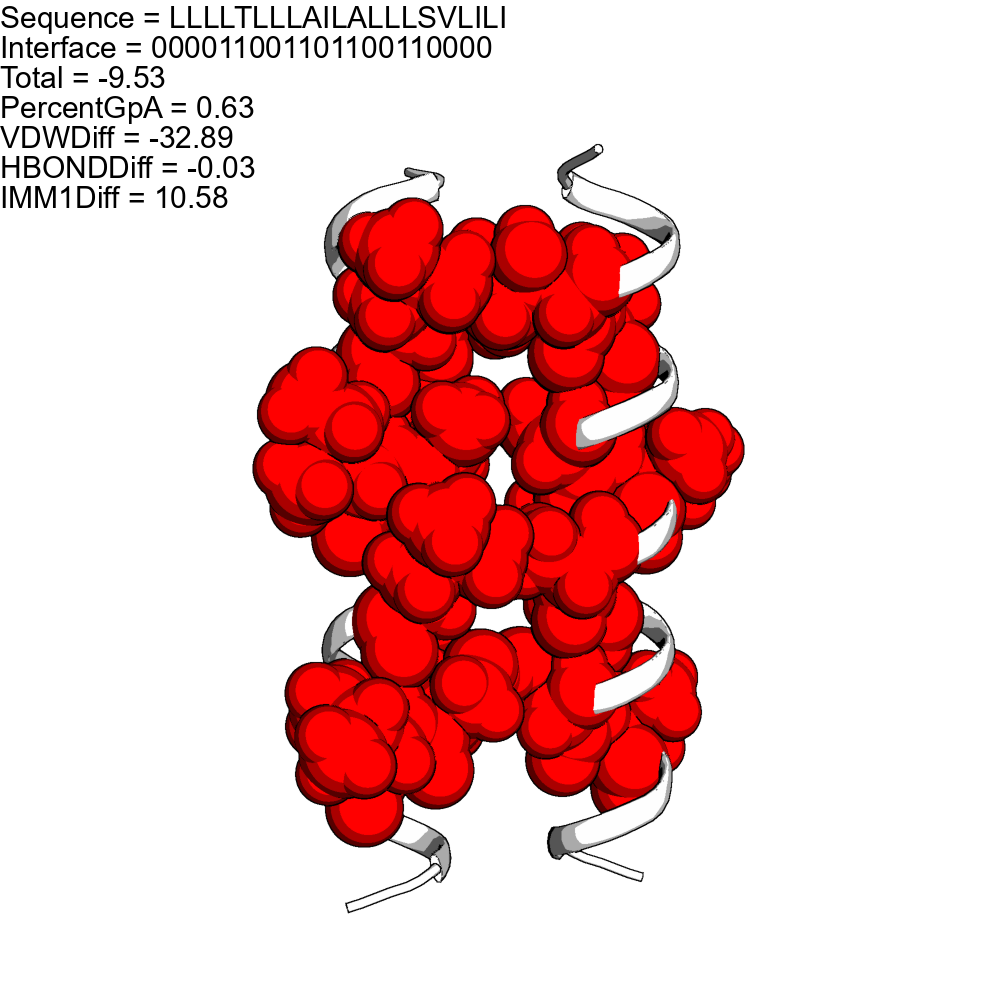 Sequence = LLLLTLLLAILALLLSVLILI
Interface = 000011001101100110000
Total = -9.53
PercentGpA = 0.63
VDWDiff = -32.89
HBONDDiff = -0.03
IMM1Diff = 10.58